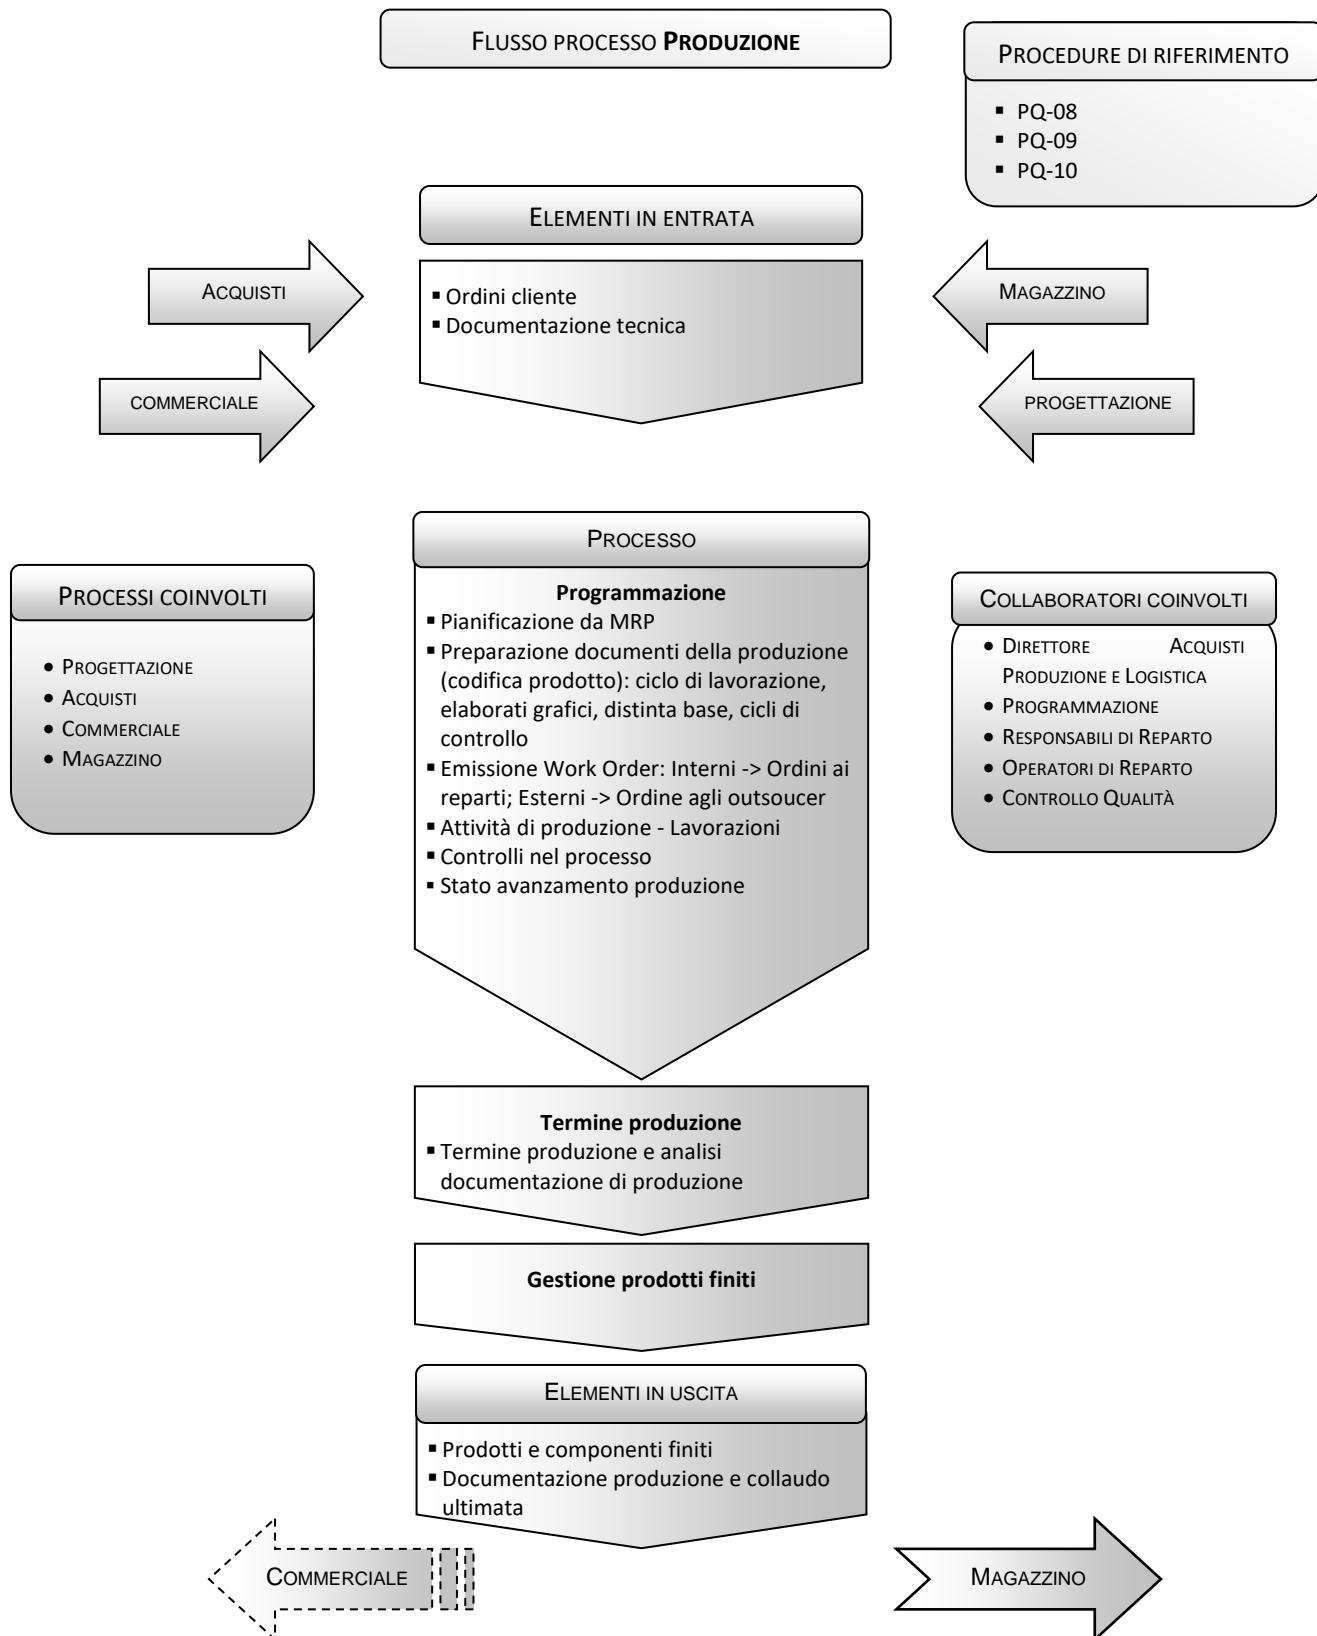 FLUSSO PROCESSO PRODUZIONE
PROCEDURE DI RIFERIMENTO
▪ PQ-08
▪ PQ-09
▪ PQ-10
ELEMENTI IN ENTRATA
▪ Ordini cliente
▪ Documentazione tecnica
ACQUISTI
MAGAZZINO
COMMERCIALE
PROGETTAZIONE
PROCESSI COINVOLTI
• PROGETTAZIONE
• ACQUISTI
• COMMERCIALE
• MAGAZZINO
PROCESSO
Programmazione
▪ Pianificazione da MRP
▪ Preparazione documenti della produzione
(codifica prodotto): ciclo di lavorazione,
elaborati grafici, distinta base, cicli di
controllo
▪ Emissione Work Order: Interni -> Ordini ai
reparti; Esterni -> Ordine agli outsoucer
▪ Attività di produzione - Lavorazioni
▪ Controlli nel processo
▪ Stato avanzamento produzione
COLLABORATORI COINVOLTI
• DIRETTORE ACQUISTI
PRODUZIONE E LOGISTICA
• PROGRAMMAZIONE
• RESPONSABILI DI REPARTO
• OPERATORI DI REPARTO
• CONTROLLO QUALITÀ
Termine produzione
▪ Termine produzione e analisi
documentazione di produzione
Gestione prodotti finiti
ELEMENTI IN USCITA
▪ Prodotti e componenti finiti
▪ Documentazione produzione e collaudo
ultimata
COMMERCIALE
MAGAZZINO